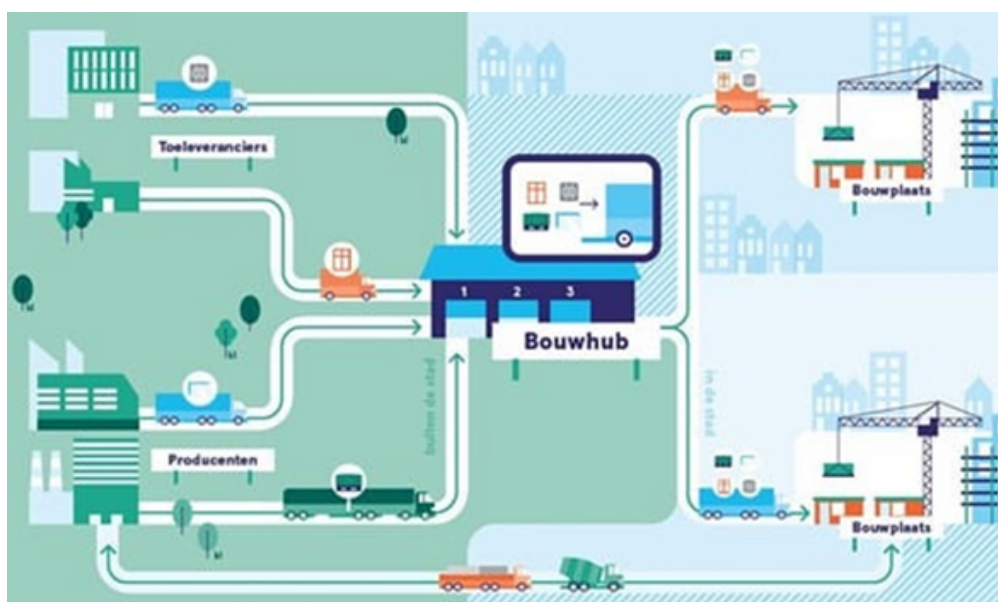 Toeleveranciers
Bouwplaats
1 2 3
Bouwhub
buiten de stad
in de stad
Producenten
Bouwplaats